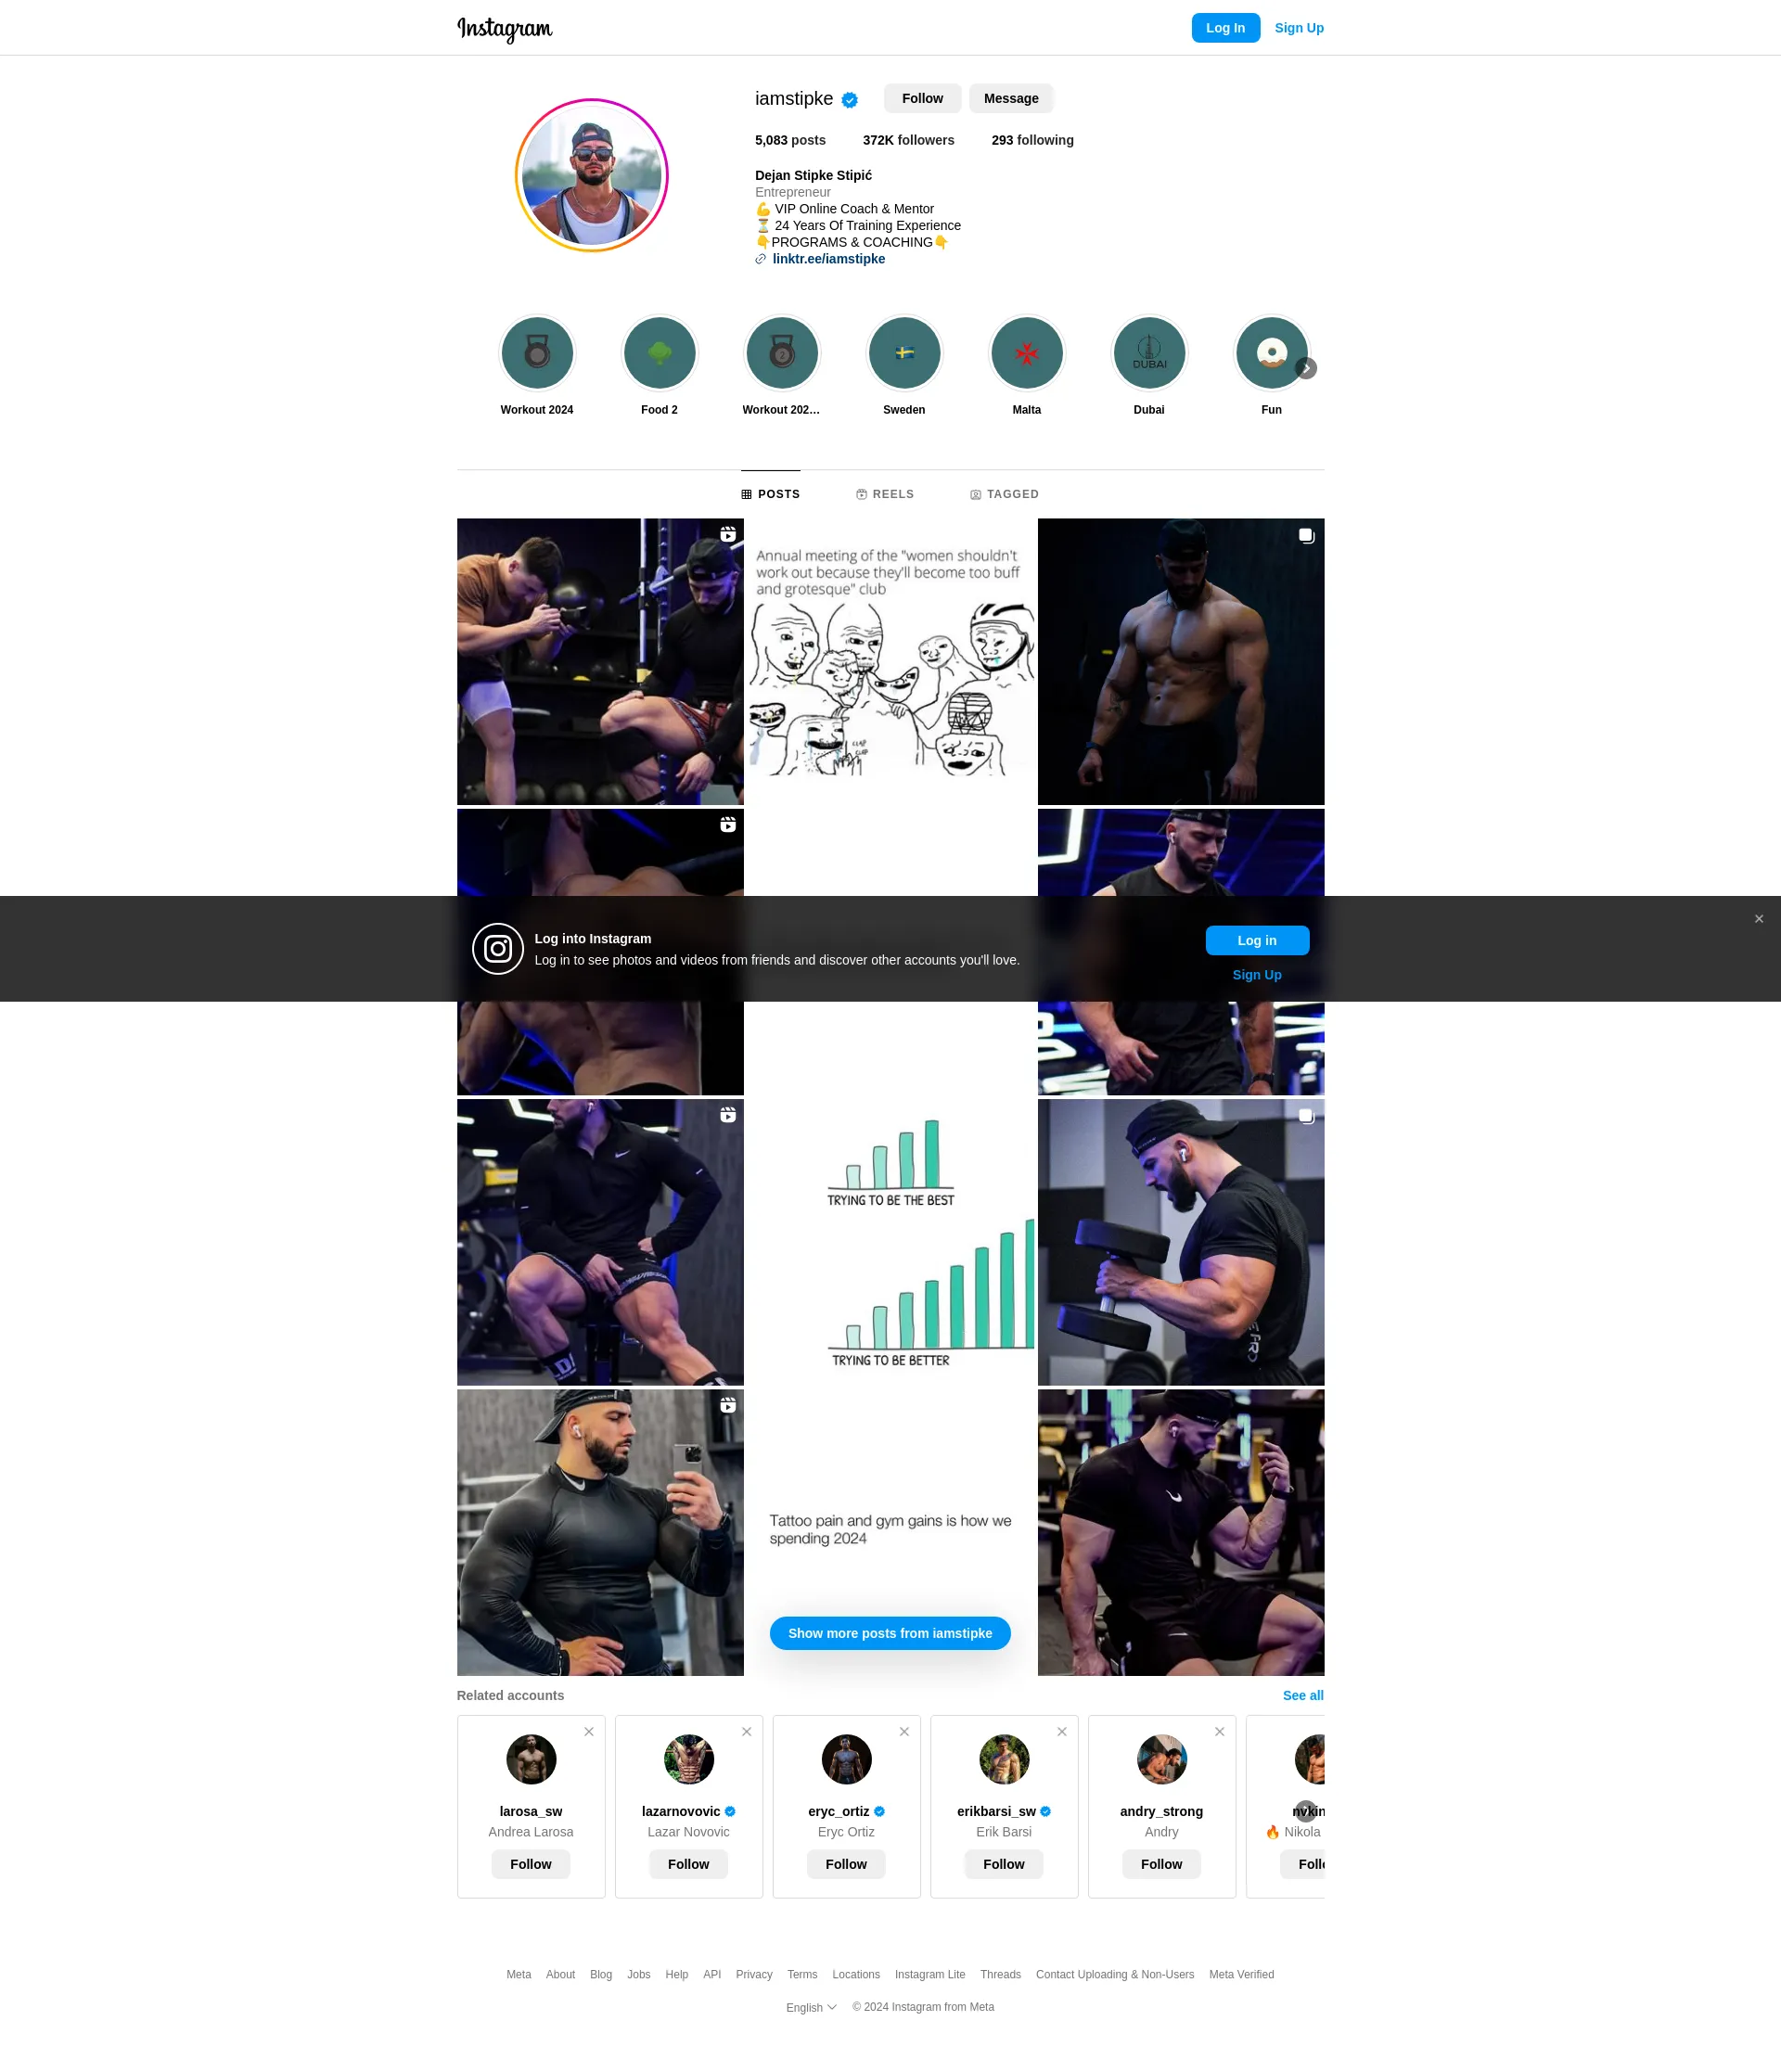 Instagram
Log In
Sign Up
iamstipke
Follow
Message
5,083 posts
372K followers
293 following
Dejan Stipke Stipić
Entrepreneur
💪 VIP Online Coach & Mentor
⏳ 24 Years Of Training Experience
👇PROGRAMS & COACHING👇
linktr.ee/iamstipke
2
DUBAI
Workout 2024
Food 2
Workout 202…
Sweden
Malta
Dubai
Fun
POSTS
REELS
TAGGED
Annual meeting of the "women shouldn't
work out because they'll become too buff
and grotesque" club
Log into Instagram
Log in to see photos and videos from friends and discover other accounts you'll love.
Log in
Sign Up
TRYING TO BE THE BEST
TRYING TO BE BETTER
Tattoo pain and gym gains is how we
spending 2024
Show more posts from iamstipke
Related accounts
See all
larosa_sw
Andrea Larosa
Follow
lazarnovovic
Lazar Novovic
Follow
eryc_ortiz
Eryc Ortiz
Follow
erikbarsi_sw
Erik Barsi
Follow
andry_strong
Andry
Follow
🔥 Nikola
Meta
About
Blog
Jobs
Help
API
Privacy
Terms
Locations
Instagram Lite
Threads
Contact Uploading & Non-Users
Meta Verified
English
© 2024 Instagram from Meta